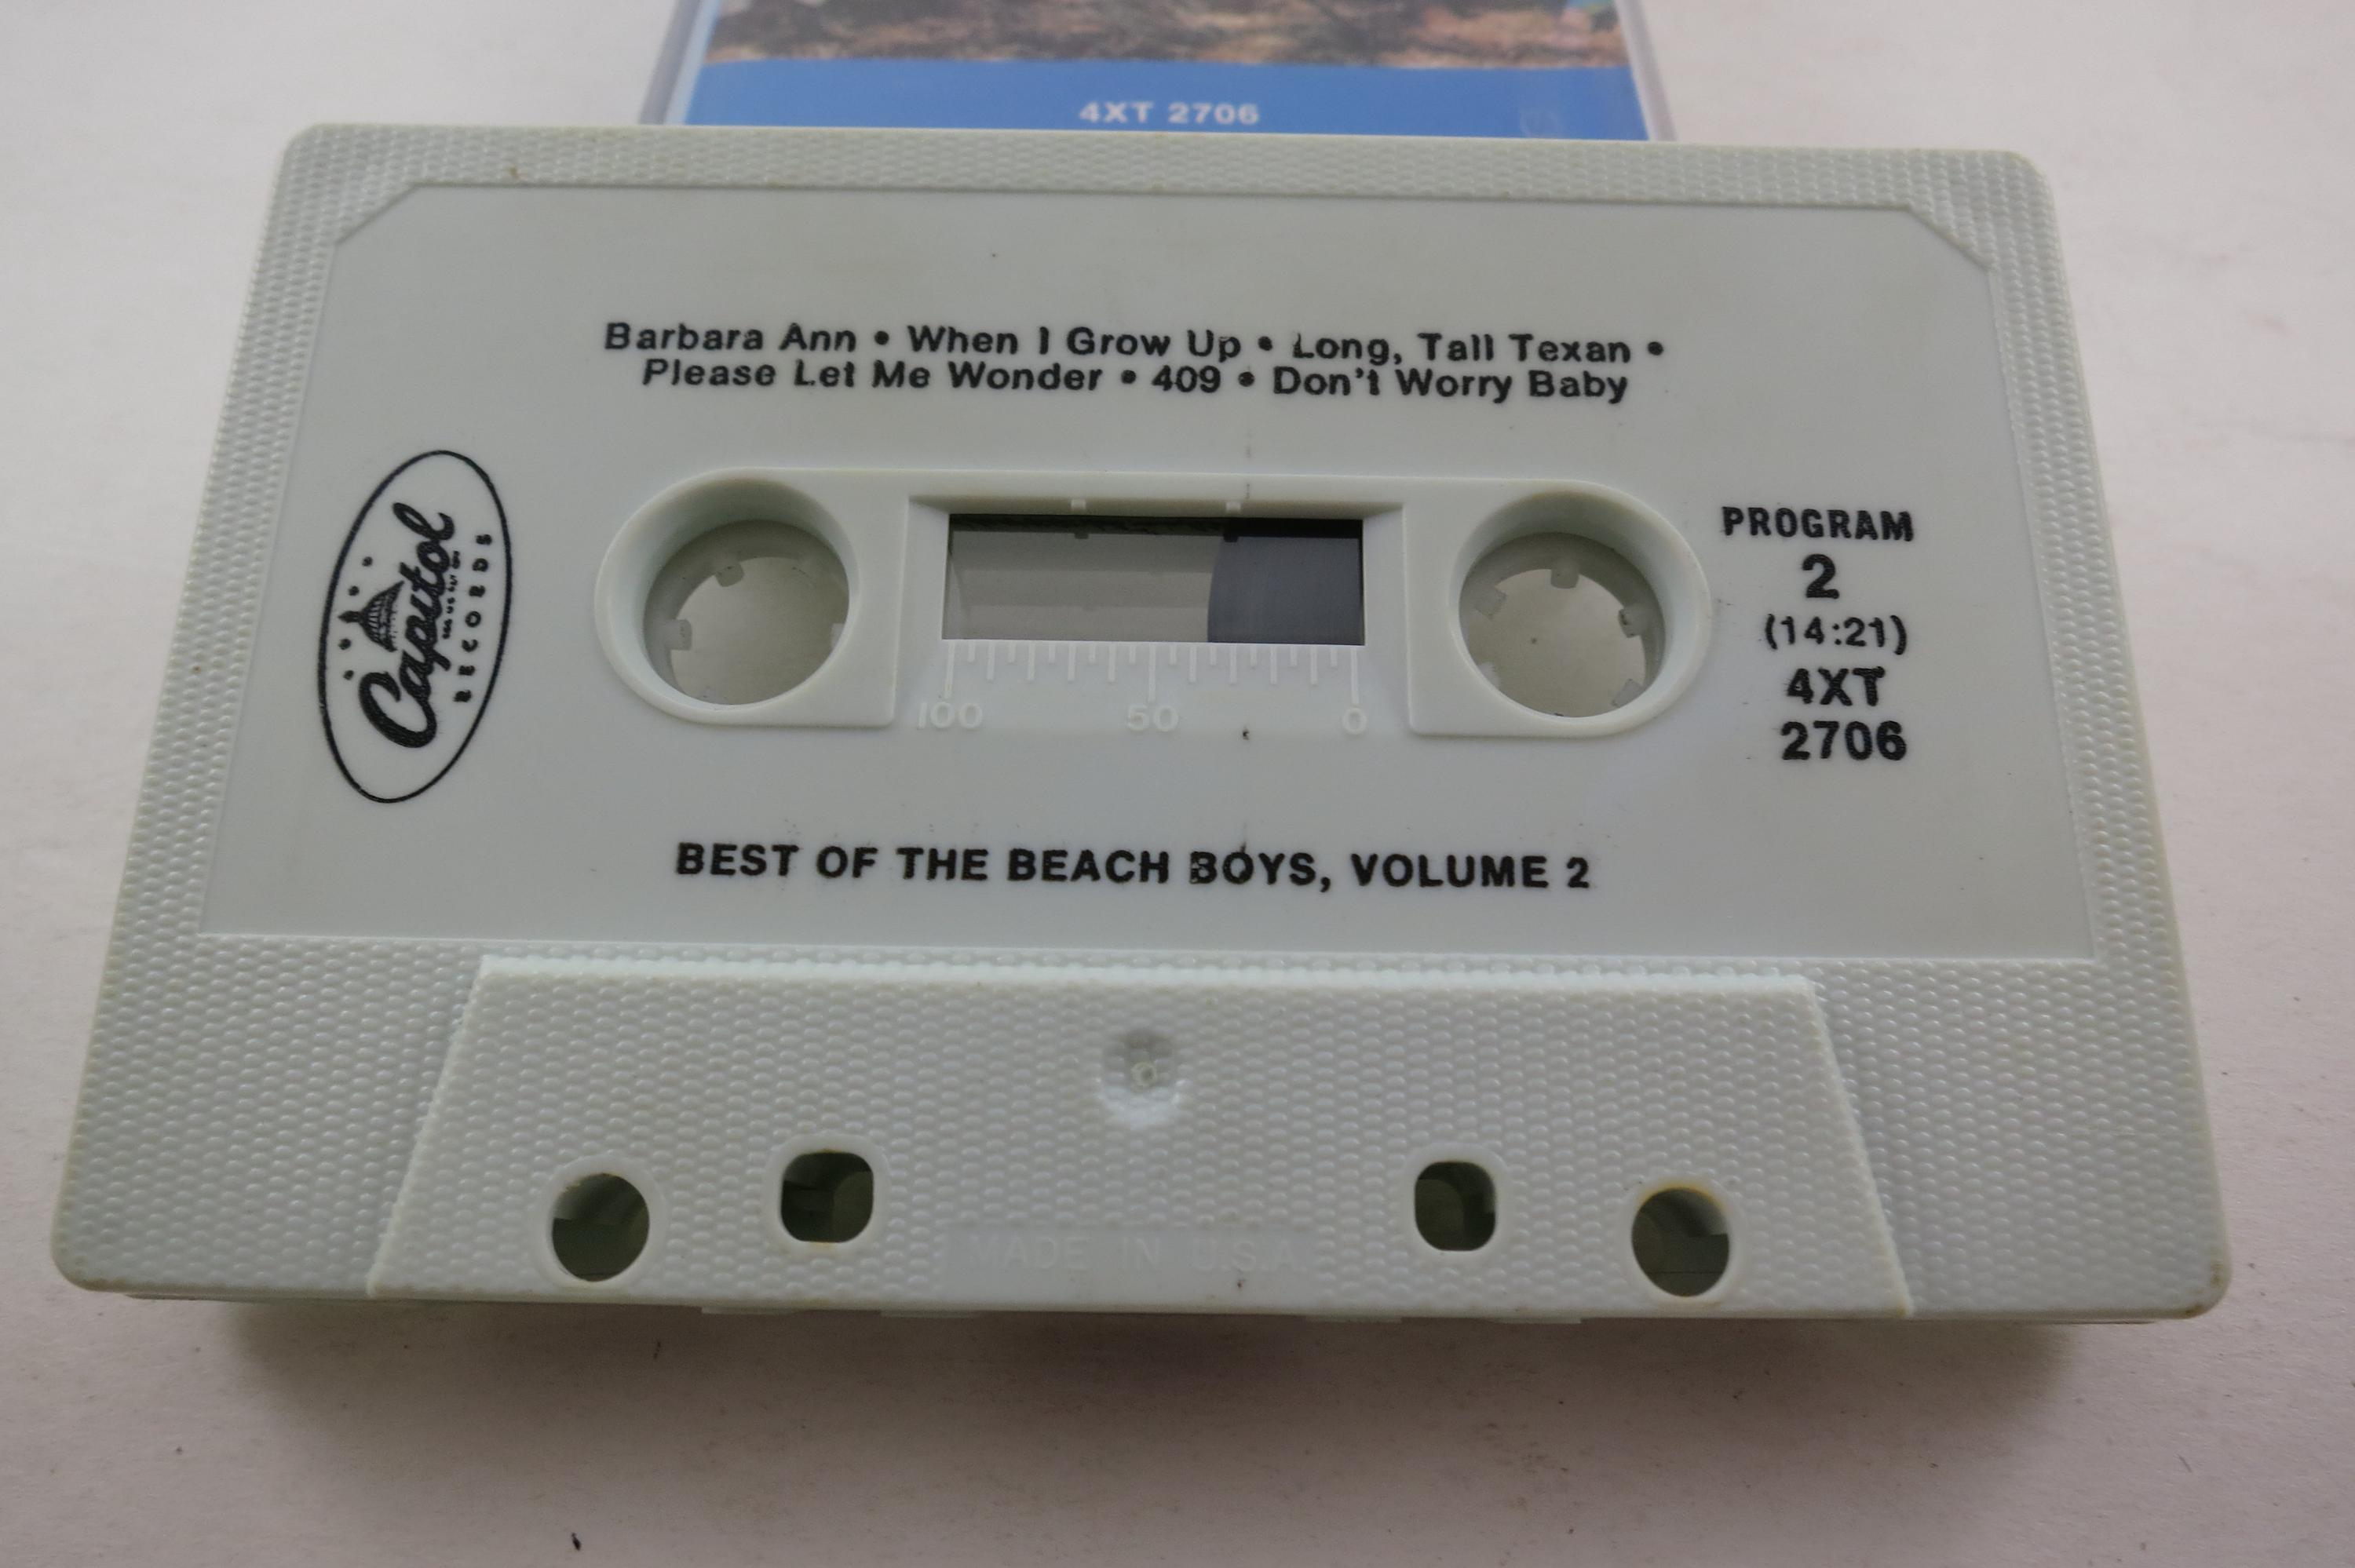 4XT 2706
Barbara Ann • When I Grow Up • Long, Tall Texan •
Please Let Me Wonder • 409 • Don't Worry Baby
Capitol
RECORDS
PROGRAM
2
(14:21)
4XT
2706
100 50 0
BEST OF THE BEACH BOYS, VOLUME 2
MADE IN U.S.A